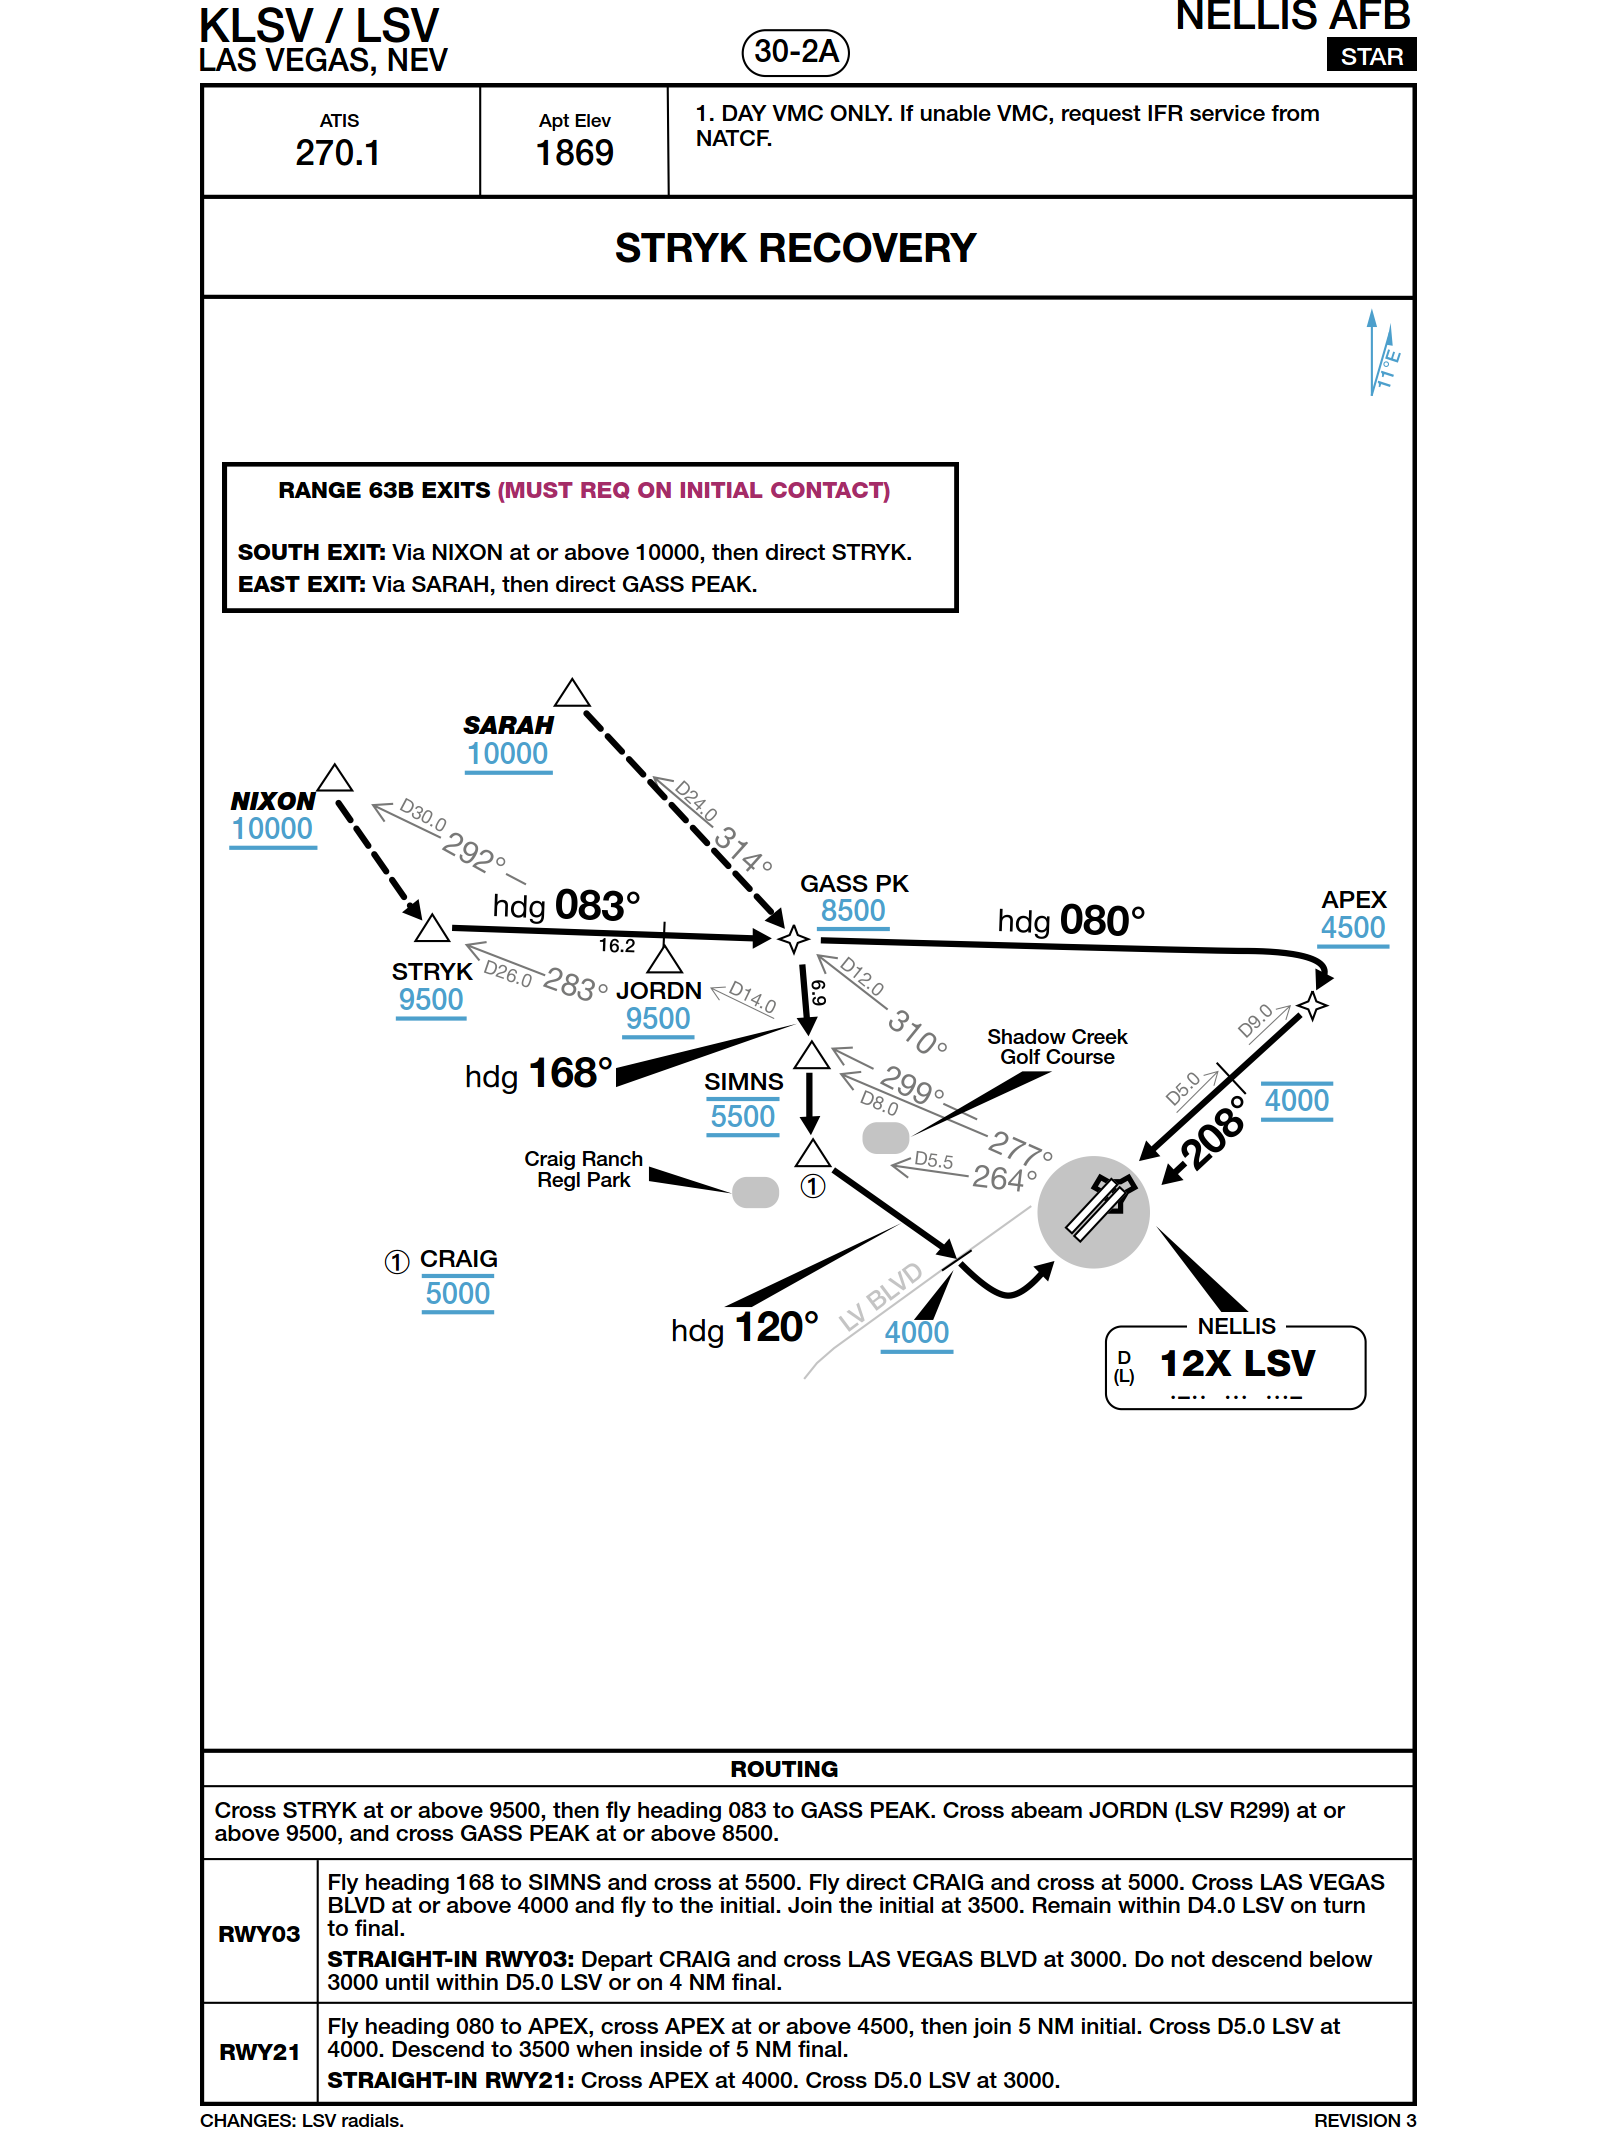 KLSV / LSV
LAS VEGAS, NEV
30-2A
NELLIS AFB
STAR
ATIS
270.1
Apt Elev
1869
1. DAY VMC ONLY. If unable VMC, request IFR service from
NATCF.
STRYK RECOVERY
11°E
RANGE 63B EXITS (MUST REQ ON INITIAL CONTACT)
SOUTH EXIT: Via NIXON at or above 10000, then direct STRYK.
EAST EXIT: Via SARAH, then direct GASS PEAK.
SARAH
10000
NIXON
10000
D30.0
292°
D24.0
314°
hdg 083°
16.2
GASS PK
8500
hdg 080°
APEX
4500
STRYK
9500
D26.0
283°
JORDN
9500
D14.0
6.9
D12.0
310°
D9.0
Shadow Creek
Golf Course
hdg 168°
SIMNS
5500
299°
D8.0
277°
D5.0
208°
4000
Craig Ranch
Regl Park
①
D5.5
264°
① CRAIG
5000
LV BLVD
hdg 120°
4000
NELLIS
D
(L)
12X LSV
ROUTING
Cross STRYK at or above 9500, then fly heading 083 to GASS PEAK. Cross abeam JORDN (LSV R299) at or
above 9500, and cross GASS PEAK at or above 8500.
RWY03
Fly heading 168 to SIMNS and cross at 5500. Fly direct CRAIG and cross at 5000. Cross LAS VEGAS
BLVD at or above 4000 and fly to the initial. Join the initial at 3500. Remain within D4.0 LSV on turn
to final.
STRAIGHT-IN RWY03: Depart CRAIG and cross LAS VEGAS BLVD at 3000. Do not descend below
3000 until within D5.0 LSV or on 4 NM final.
RWY21
Fly heading 080 to APEX, cross APEX at or above 4500, then join 5 NM initial. Cross D5.0 LSV at
4000. Descend to 3500 when inside of 5 NM final.
STRAIGHT-IN RWY21: Cross APEX at 4000. Cross D5.0 LSV at 3000.
CHANGES: LSV radials.
REVISION 3